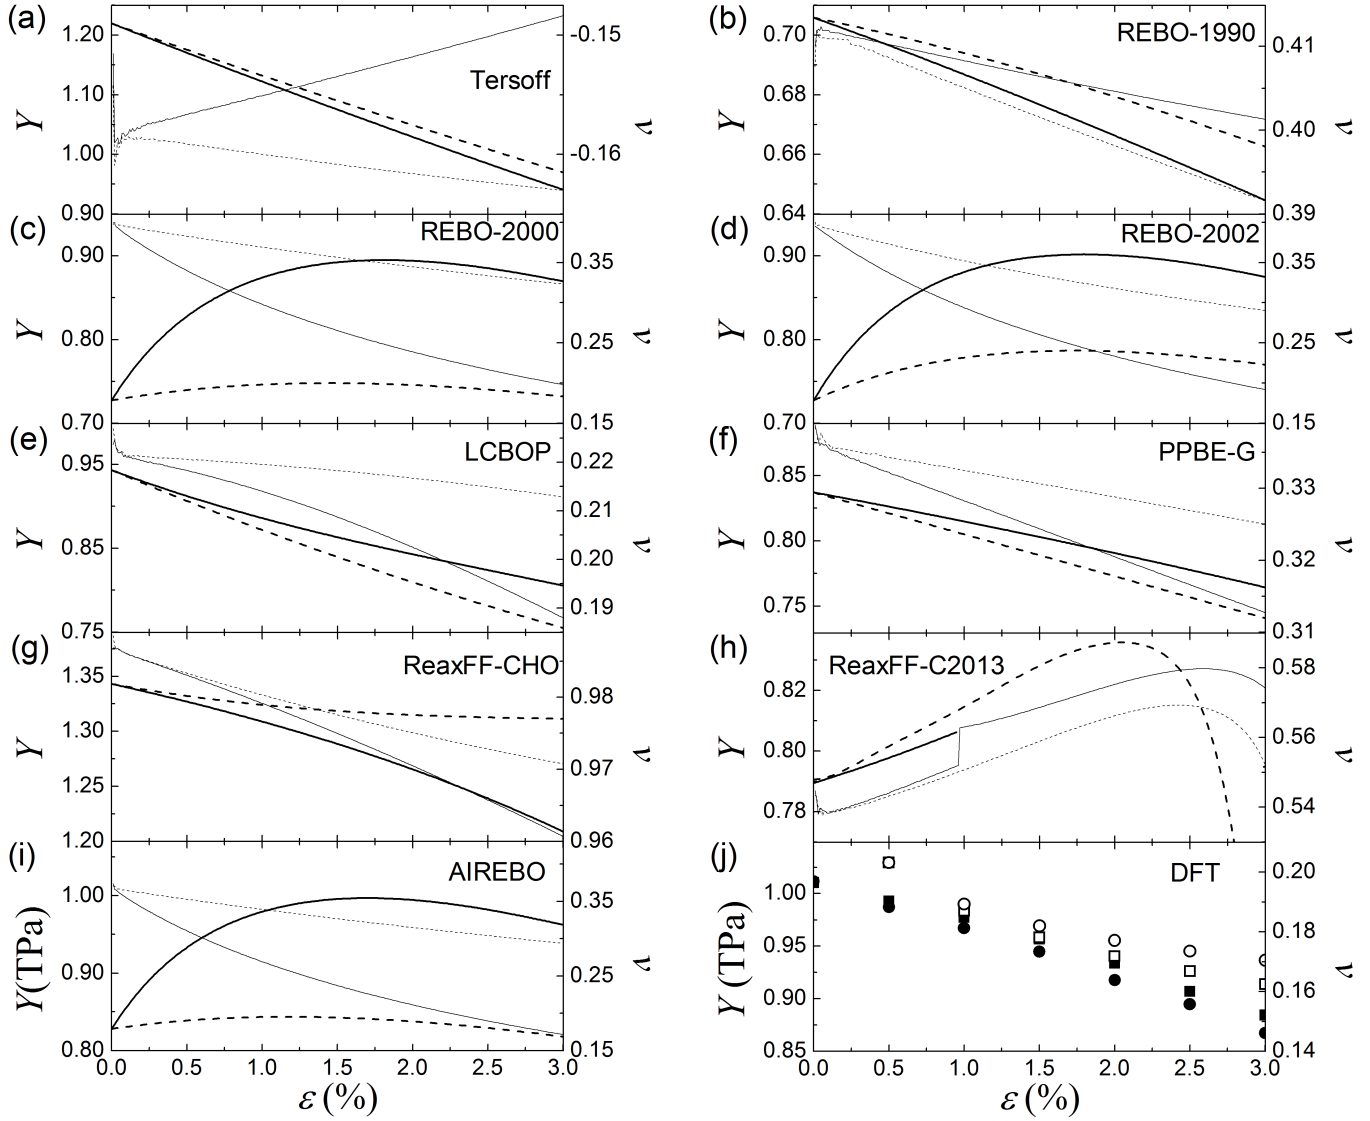 (a)
Tersoff
1.20
1.10
1.00
0.90
Y
-0.15
-0.16
ν
(b)
REBO-1990
0.70
0.68
0.66
0.64
Y
0.41
0.40
0.39
ν
(c)
REBO-2000
0.90
0.80
0.70
Y
0.35
0.25
0.15
ν
(d)
REBO-2002
0.90
0.80
0.70
Y
0.35
0.25
0.15
ν
(e)
LCBOP
0.95
0.85
0.75
Y
0.22
0.21
0.20
0.19
0.18
ν
(f)
PPBE-G
0.85
0.80
0.75
Y
0.33
0.32
0.31
ν
(g)
ReaxFF-CHO
1.35
1.30
1.25
1.20
Y
0.98
0.97
0.96
ν
(h)
ReaxFF-C2013
0.82
0.80
0.78
Y
0.58
0.56
0.54
ν
(i)
AIREBO
1.00
0.90
0.80
Y(TPa)
0.35
0.25
0.15
ν
0.0 0.5 1.0 1.5 2.0 2.5 3.0
ε (%)
(j)
DFT
1.00
0.95
0.90
0.85
Y (TPa)
0.20
0.18
0.16
0.14
ν
0.0 0.5 1.0 1.5 2.0 2.5 3.0
ε (%)